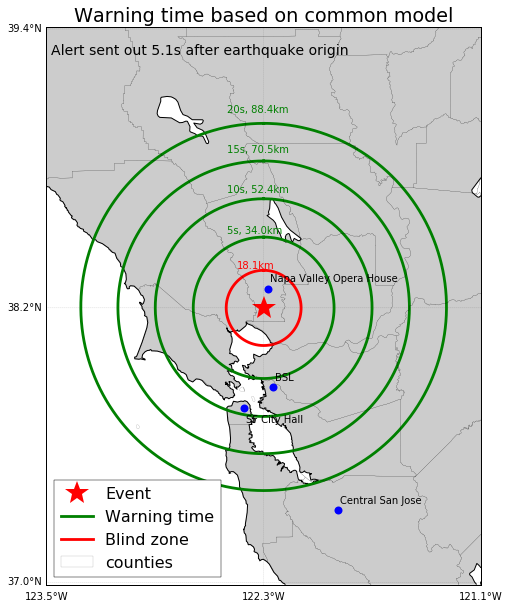 Warning time based on common model
39.4°N
Alert sent out 5.1s after earthquake origin
20s, 88.4km
15s, 70.5km
10s, 52.4km
5s, 34.0km
18.1km
Napa Valley Opera House
38.2°N
BSL
SF City Hall
Central San Jose
Event
Warning time
Blind zone
counties
37.0°N
123.5°W
122.3°W
121.1°W